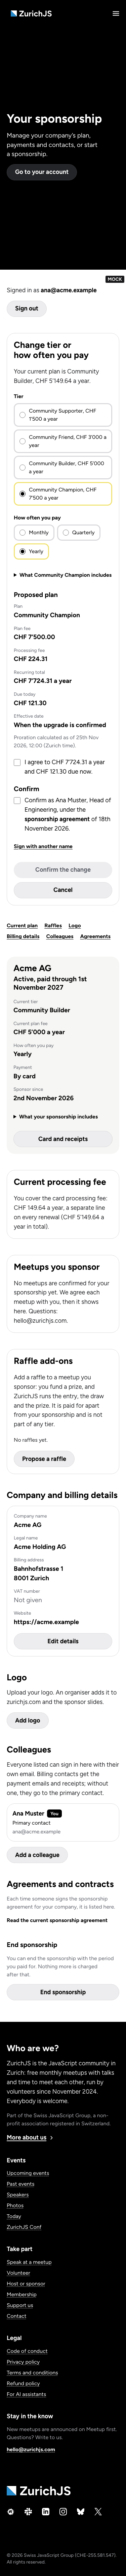 ZurichJS
Your sponsorship
Manage your company's plan,
payments and contacts, or start
a sponsorship.
Go to your account
MOCK
Signed in as ana@acme.example
Sign out
Change tier or
how often you pay
Your current plan is Community
Builder, CHF 5'149.64 a year.
Tier
Community Supporter, CHF
1'500 a year
Community Friend, CHF 3'000 a
year
Community Builder, CHF 5'000
a year
Community Champion, CHF
7'500 a year
How often you pay
Monthly
Quarterly
Yearly
What Community Champion includes
Proposed plan
Plan
Community Champion
Plan fee
CHF 7'500.00
Processing fee
CHF 224.31
Recurring total
CHF 7'724.31 a year
Due today
CHF 121.30
Effective date
When the upgrade is confirmed
Proration calculated as of 25th Nov
2026, 12:00 (Zurich time).
I agree to CHF 7'724.31 a year
and CHF 121.30 due now.
Confirm
Confirm as Ana Muster, Head of
Engineering, under the
sponsorship agreement of 18th
November 2026.
Sign with another name
Confirm the change
Cancel
Current plan Raffles Logo
Billing details Colleagues Agreements
Acme AG
Active, paid through 1st
November 2027
Current tier
Community Builder
Current plan fee
CHF 5'000 a year
How often you pay
Yearly
Payment
By card
Sponsor since
2nd November 2026
What your sponsorship includes
Card and receipts
Current processing fee
You cover the card processing fee:
CHF 149.64 a year, a separate line
on every renewal (CHF 5'149.64 a
year in total).
Meetups you sponsor
No meetups are confirmed for your
sponsorship yet. We agree each
meetup with you, then it shows
here. Questions:
hello@zurichjs.com.
Raffle add-ons
Add a raffle to a meetup you
sponsor: you fund a prize, and
ZurichJS runs the entry, the draw
and the prize. It is paid for apart
from your sponsorship and is not
part of any tier.
No raffles yet.
Propose a raffle
Company and billing details
Company name
Acme AG
Legal name
Acme Holding AG
Billing address
Bahnhofstrasse 1
8001 Zurich
VAT number
Not given
Website
https://acme.example
Edit details
Logo
Upload your logo. An organiser adds it to
zurichjs.com and the sponsor slides.
Add logo
Colleagues
Everyone listed can sign in here with their
own email. Billing contacts get the
payment emails and receipts; without
one, they go to the primary contact.
Ana Muster You
Primary contact
ana@acme.example
Add a colleague
Agreements and contracts
Each time someone signs the sponsorship
agreement for your company, it is listed here.
Read the current sponsorship agreement
End sponsorship
You can end the sponsorship with the period
you paid for. Nothing more is charged
after that.
End sponsorship
Who are we?
ZurichJS is the JavaScript community in
Zurich: free monthly meetups with talks
and time to meet each other, run by
volunteers since November 2024.
Everybody is welcome.
Part of the Swiss JavaScript Group, a non-
profit association registered in Switzerland.
More about us
Events
Upcoming events
Past events
Speakers
Photos
Today
ZurichJS Conf
Take part
Speak at a meetup
Volunteer
Host or sponsor
Membership
Support us
Contact
Legal
Code of conduct
Privacy policy
Terms and conditions
Refund policy
For AI assistants
Stay in the know
New meetups are announced on Meetup first.
Questions? Write to us.
hello@zurichjs.com
ZurichJS
© 2026 Swiss JavaScript Group (CHE-255.581.547).
All rights reserved.